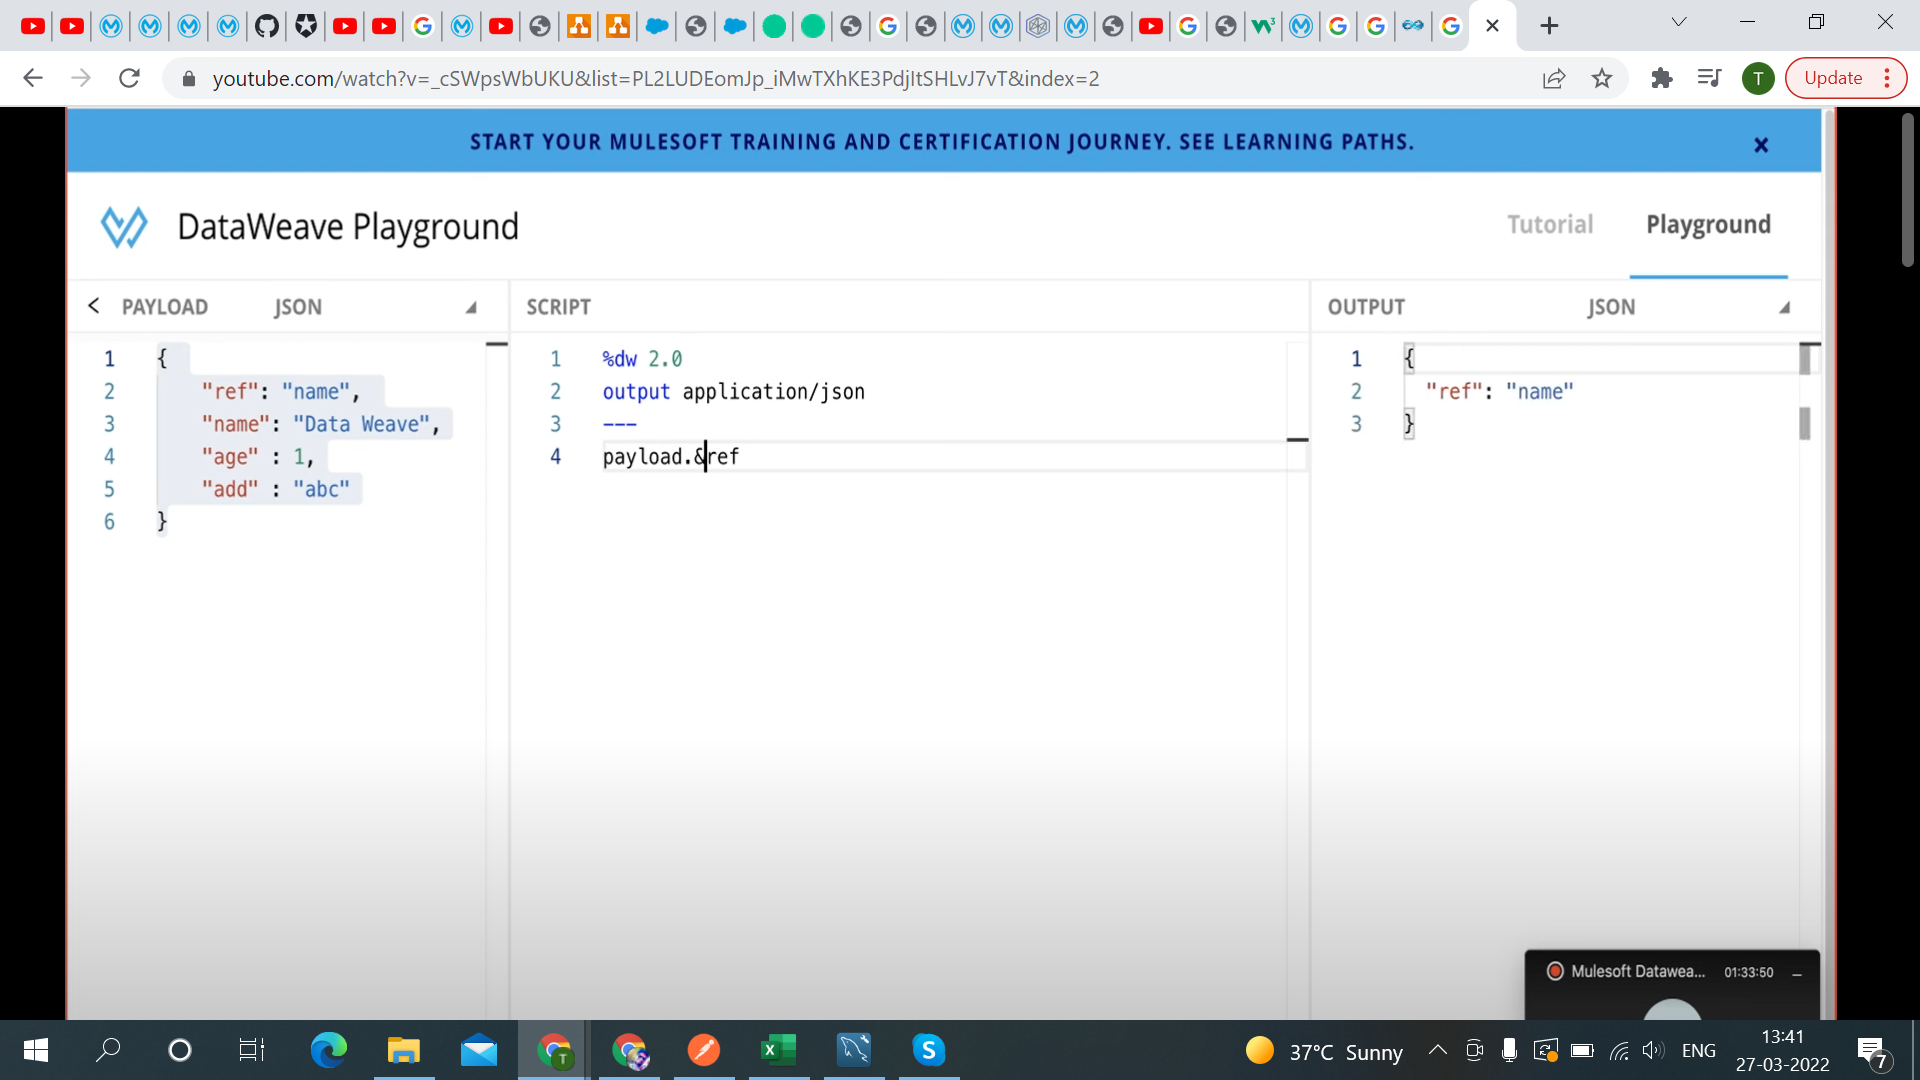 youtube.com/watch?v=_cSWpsWbUKU&list=PL2LUDEomJp_iMwTXhKE3PdjItSHLvJ7vT&index=2
T
Update
START YOUR MULESOFT TRAINING AND CERTIFICATION JOURNEY. SEE LEARNING PATHS.
DataWeave Playground
Tutorial
Playground
PAYLOAD
JSON
1 {
2 "ref": "name",
3 "name": "Data Weave",
4 "age" : 1,
5 "add" : "abc"
6 }
SCRIPT
1 %dw 2.0
2 output application/json
3 ---
4 payload.&ref
OUTPUT
JSON
1 {
2 "ref": "name"
3 }
Mulesoft Datawea... 01:33:50
37°C Sunny
ENG
13:41
27-03-2022
7